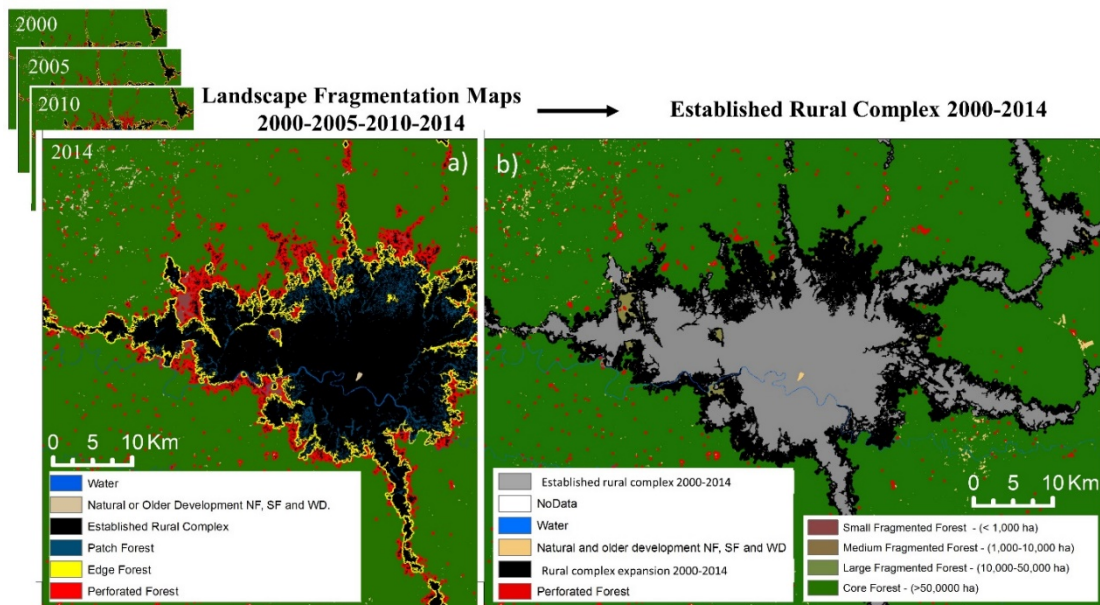 2000
2005
2010
2014
Landscape Fragmentation Maps
2000-2005-2010-2014
Established Rural Complex 2000-2014
a)
0 5 10 Km
Water
Natural or Older Development NF, SF and WD.
Established Rural Complex
Patch Forest
Edge Forest
Perforated Forest
b)
Established rural complex 2000-2014
NoData
Water
Natural and older development NF, SF and WD
Rural complex expansion 2000-2014
Perforated Forest
0 5 10 Km
Small Fragmented Forest - (< 1,000 ha)
Medium Fragmented Forest - (1,000-10,000 ha)
Large Fragmented Forest - (10,000-50,000 ha)
Core Forest - (>50,0000 ha)